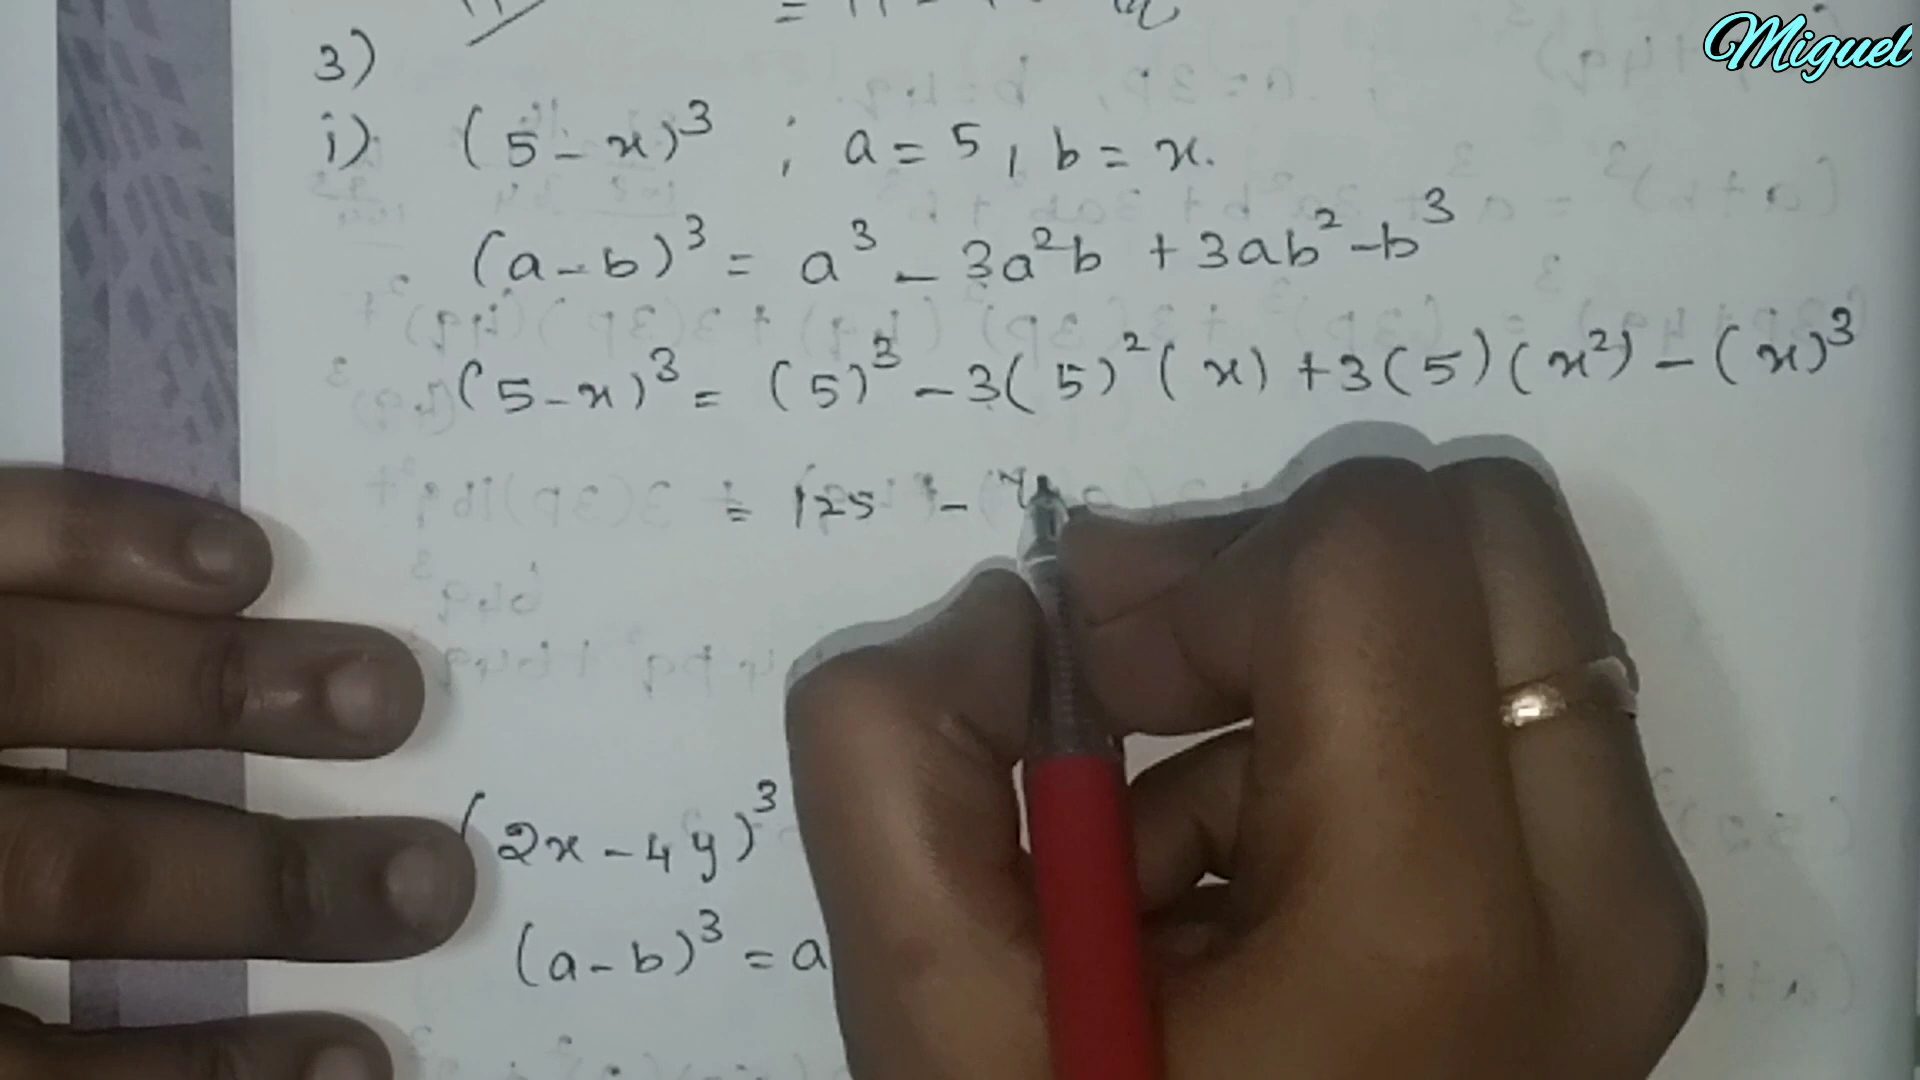 Miguel
3)
i) (5-x)³ ; a=5, b=x.
(a-b)³ = a³ - 3a²b + 3ab² - b³
(5-x)³ = (5)³ - 3(5)²(x) + 3(5)(x²) - (x)³
= 125 - 7
(2x-4y)³
(a-b)³ = a